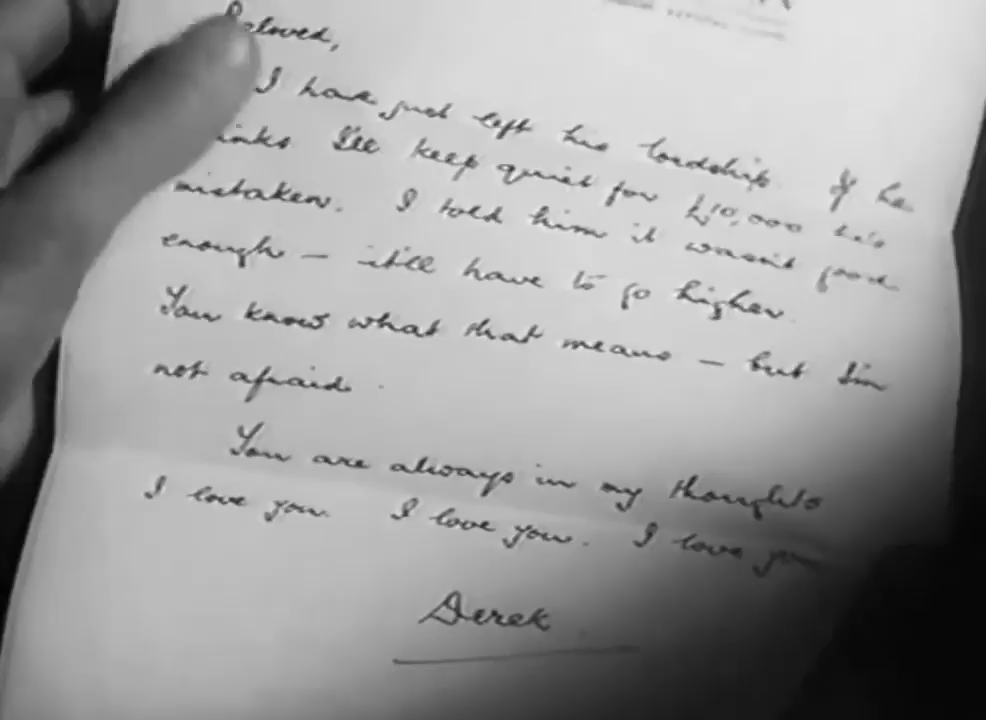 Beloved,
I have just left his lordship. If he
thinks I'll keep quiet for £10,000 he's
mistaken. I told him it wasn't good
enough — it'll have to go higher.
You know what that means — but I'm
not afraid.
You are always in my thoughts
I love you. I love you. I love you
Derek